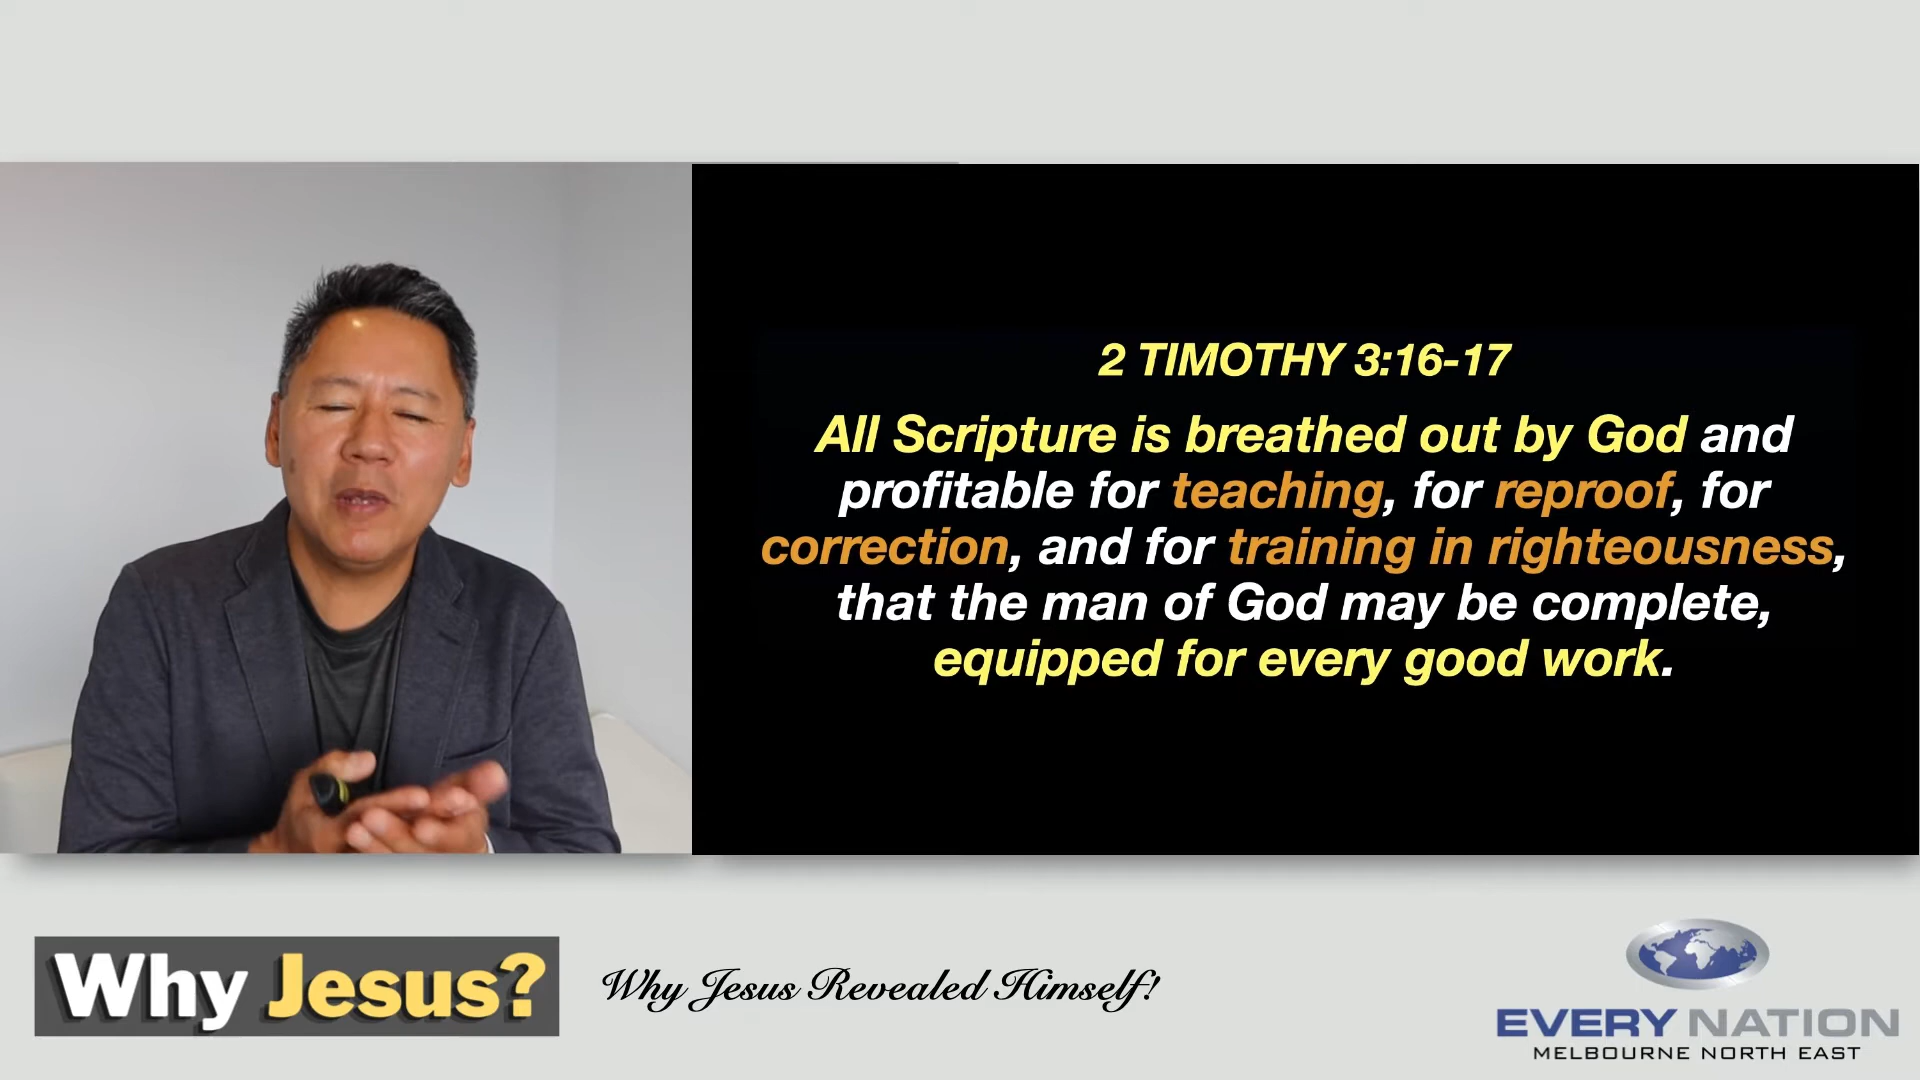 2 TIMOTHY 3:16-17
All Scripture is breathed out by God and
profitable for teaching, for reproof, for
correction, and for training in righteousness,
that the man of God may be complete,
equipped for every good work.
Why Jesus?
Why Jesus Revealed Himself!
EVERY NATION
MELBOURNE NORTH EAST